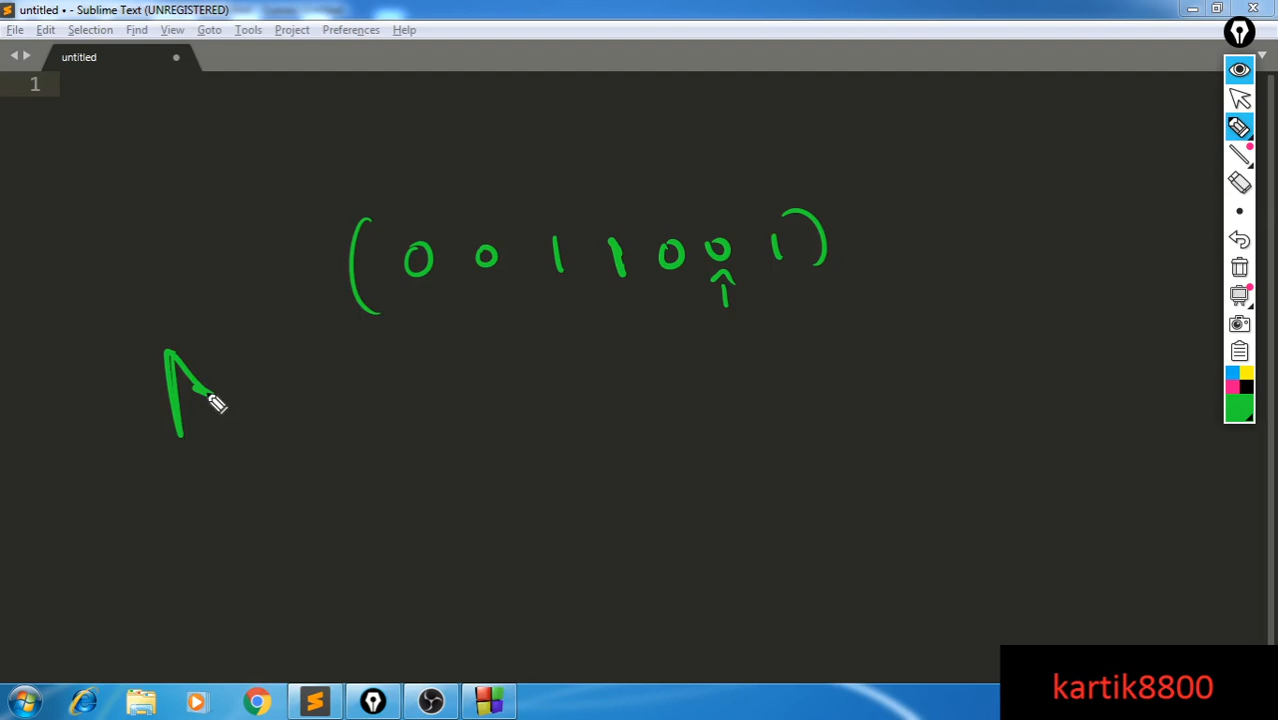 untitled • - Sublime Text (UNREGISTERED)
File Edit Selection Find View Goto Tools Project Preferences Help
untitled
1
( 0 0 1 1 0 0 1 )
kartik8800